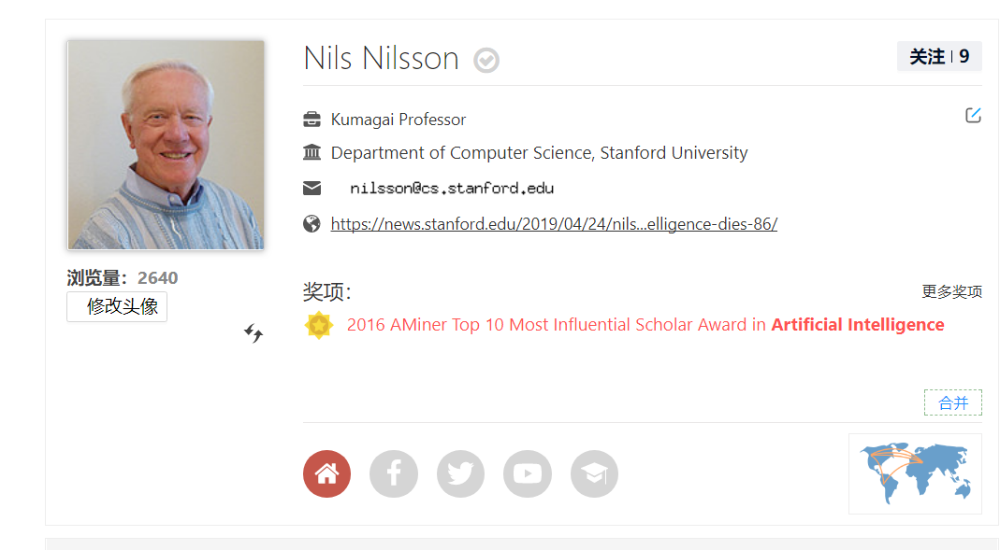 Nils Nilsson
关注 | 9
Kumagai Professor
Department of Computer Science, Stanford University
nilsson@cs.stanford.edu
https://news.stanford.edu/2019/04/24/nils...elligence-dies-86/
浏览量：2640
修改头像
奖项：
更多奖项
2016 AMiner Top 10 Most Influential Scholar Award in Artificial Intelligence
合并